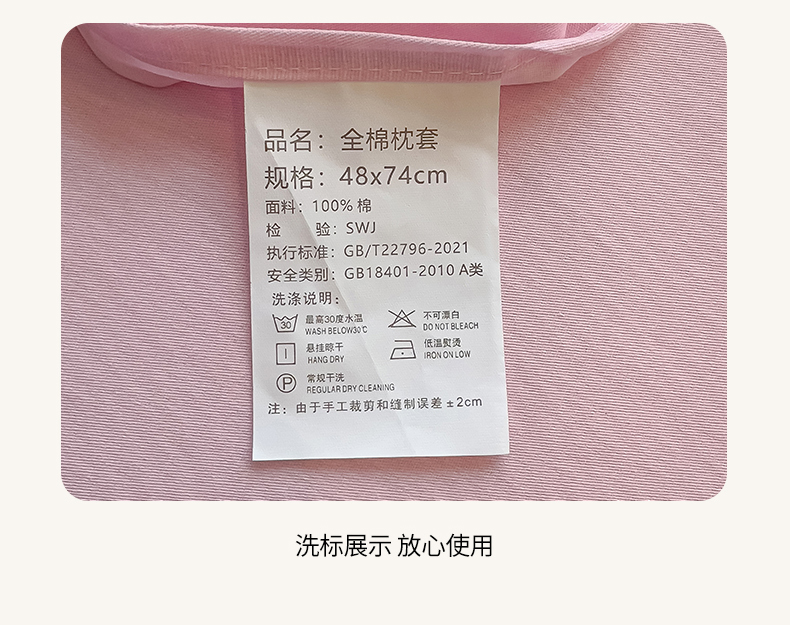 品名：全棉枕套
规格：48x74cm
面料：100% 棉
检　　验：SWJ
执行标准：GB/T22796-2021
安全类别：GB18401-2010 A类
洗涤说明：
30 最高30度水温 不可漂白
WASH BELOW30℃ DO NOT BLEACH
悬挂晾干 低温熨烫
HANG DRY IRON ON LOW
P 常规干洗
REGULAR DRY CLEANING
注：由于手工裁剪和缝制误差±2cm
洗标展示 放心使用